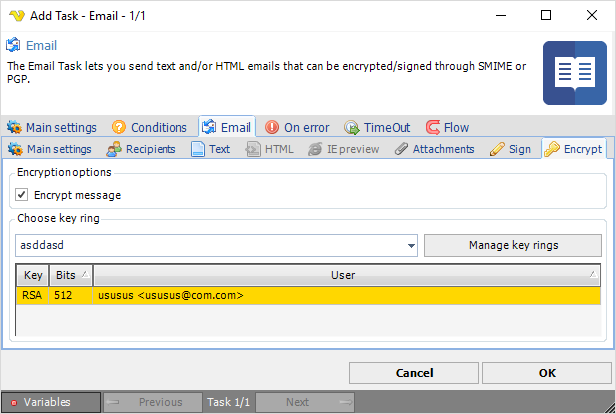 Add Task - Email - 1/1
Email
The Email Task lets you send text and/or HTML emails that can be encrypted/signed through SMIME or
PGP.
Main settings Conditions Email On error TimeOut Flow
Main settings Recipients Text HTML IE preview Attachments Sign Encrypt
Encryption options
Encrypt message
Choose key ring
asddasd Manage key rings
Key Bits User
RSA 512 ususus <ususus@com.com>
Cancel OK
Variables Previous Task 1/1 Next